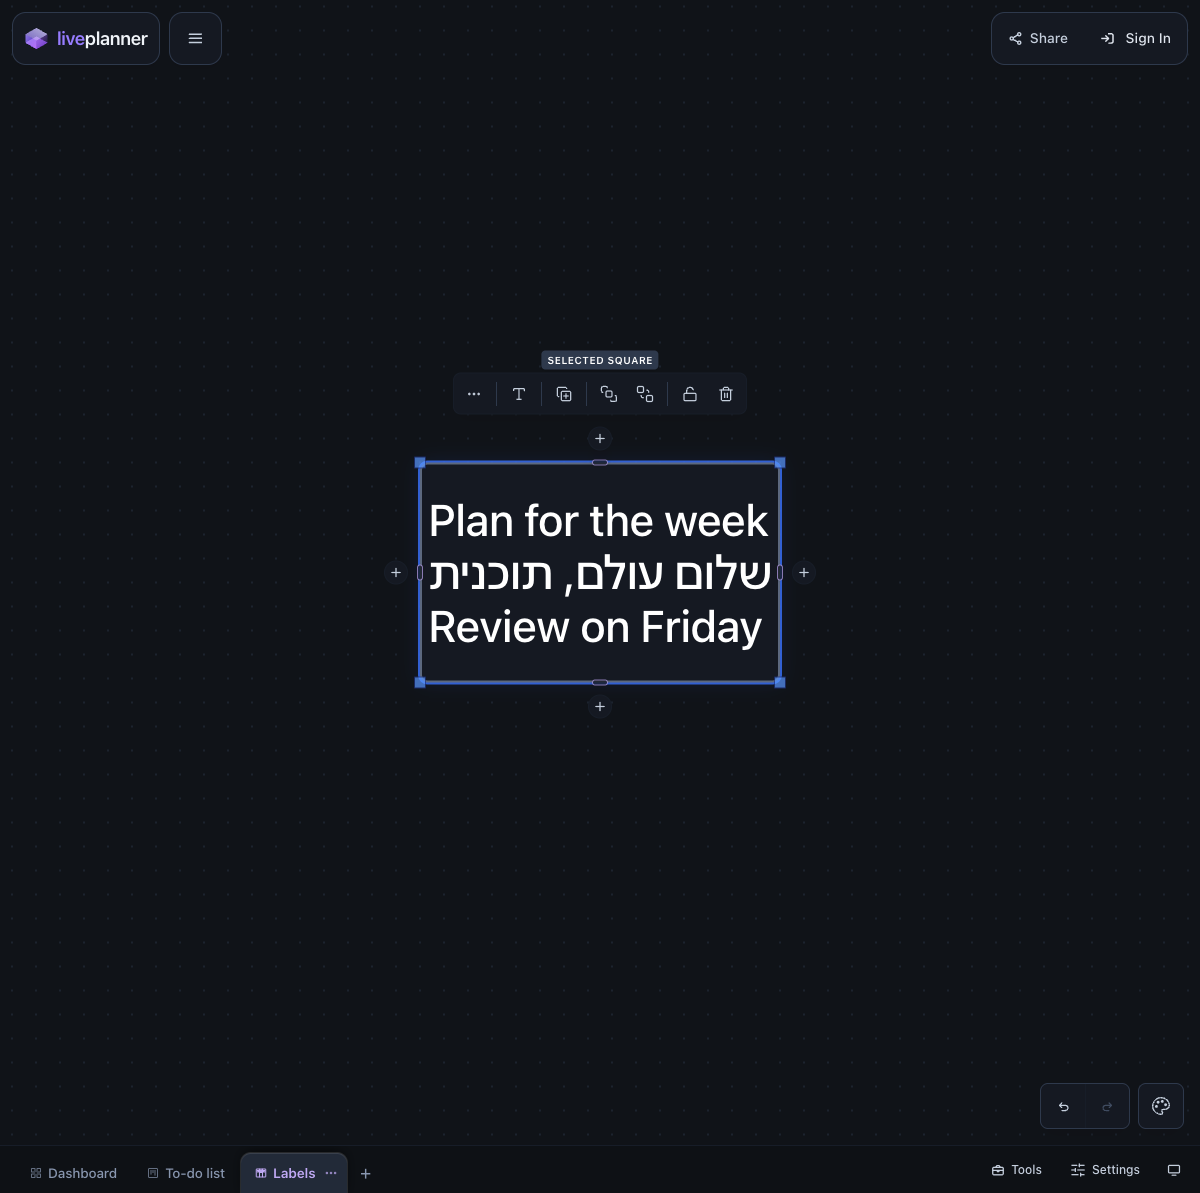 liveplanner
Share
Sign In
SELECTED SQUARE
Plan for the week
שלום עולם, תוכנית
Review on Friday
Dashboard
To-do list
Labels
Tools
Settings